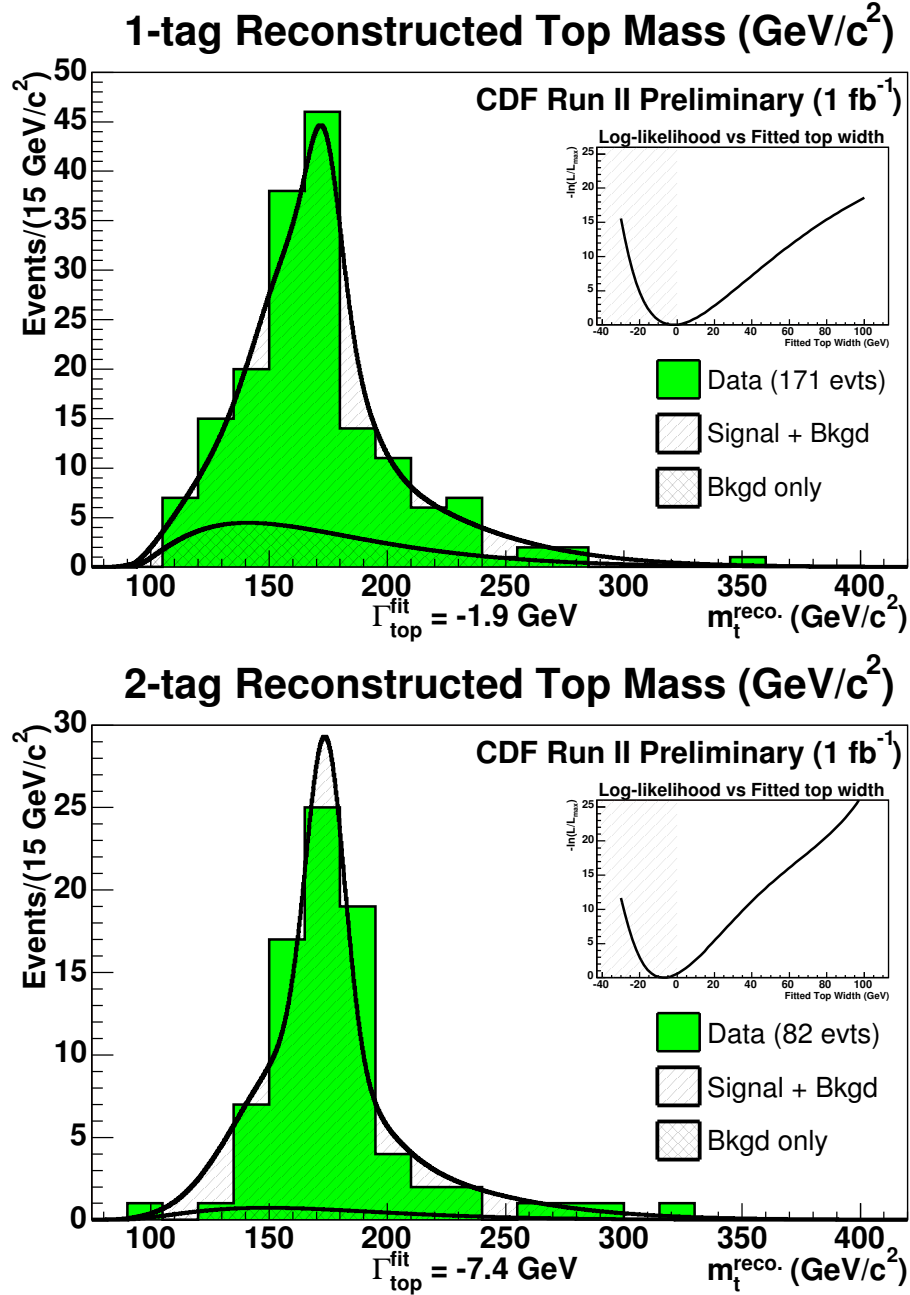 1-tag Reconstructed Top Mass (GeV/c²)
Events/(15 GeV/c²)
50
45
40
35
30
25
20
15
10
5
0
CDF Run II Preliminary (1 fb⁻¹)
Log-likelihood vs Fitted top width
-ln(L/Lmax)
25
20
15
10
5
0
-40 -20 0 20 40 60 80 100
Fitted Top Width (GeV)
Data (171 evts)
Signal + Bkgd
Bkgd only
100 150 200 250 300 350 400
Γ^fit_top = -1.9 GeV
m_t^reco. (GeV/c²)
2-tag Reconstructed Top Mass (GeV/c²)
Events/(15 GeV/c²)
30
25
20
15
10
5
0
CDF Run II Preliminary (1 fb⁻¹)
Log-likelihood vs Fitted top width
-ln(L/Lmax)
25
20
15
10
5
0
-40 -20 0 20 40 60 80 100
Fitted Top Width (GeV)
Data (82 evts)
Signal + Bkgd
Bkgd only
100 150 200 250 300 350 400
Γ^fit_top = -7.4 GeV
m_t^reco. (GeV/c²)